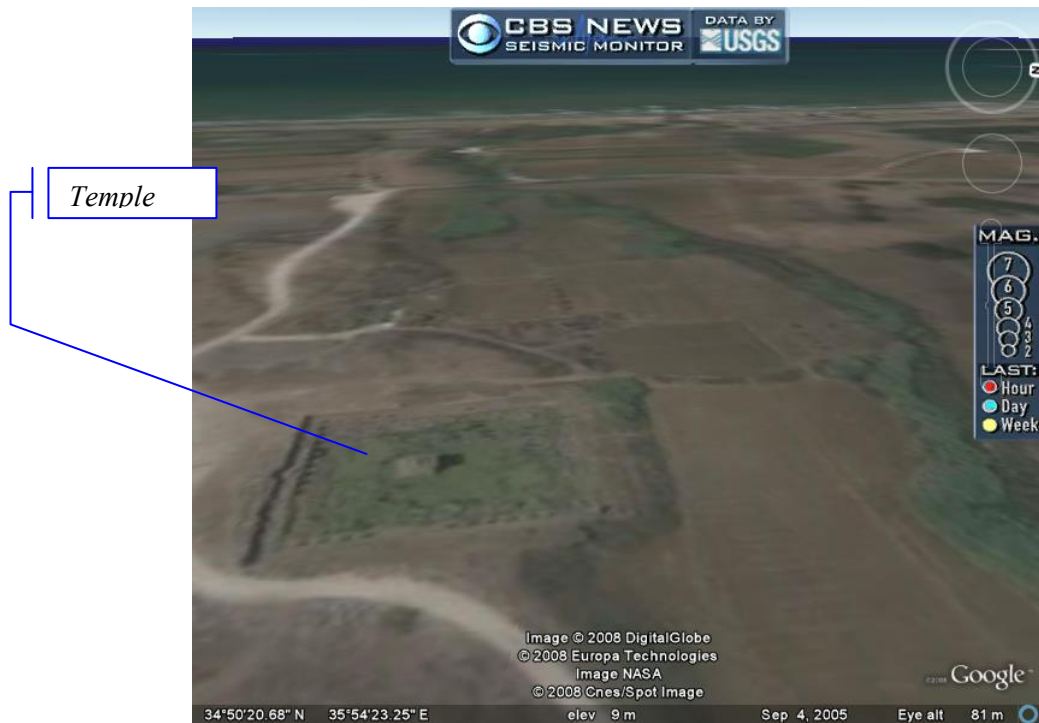 CBS NEWS
SEISMIC MONITOR
DATA BY
USGS
N
Temple
MAG.
7
6
5
4
3
2
LAST:
Hour
Day
Week
Image © 2008 DigitalGlobe
© 2008 Europa Technologies
Image NASA
© 2008 Cnes/Spot Image
©2008 Google
34°50'20.68" N 35°54'23.25" E elev 9 m Sep 4, 2005 Eye alt 81 m